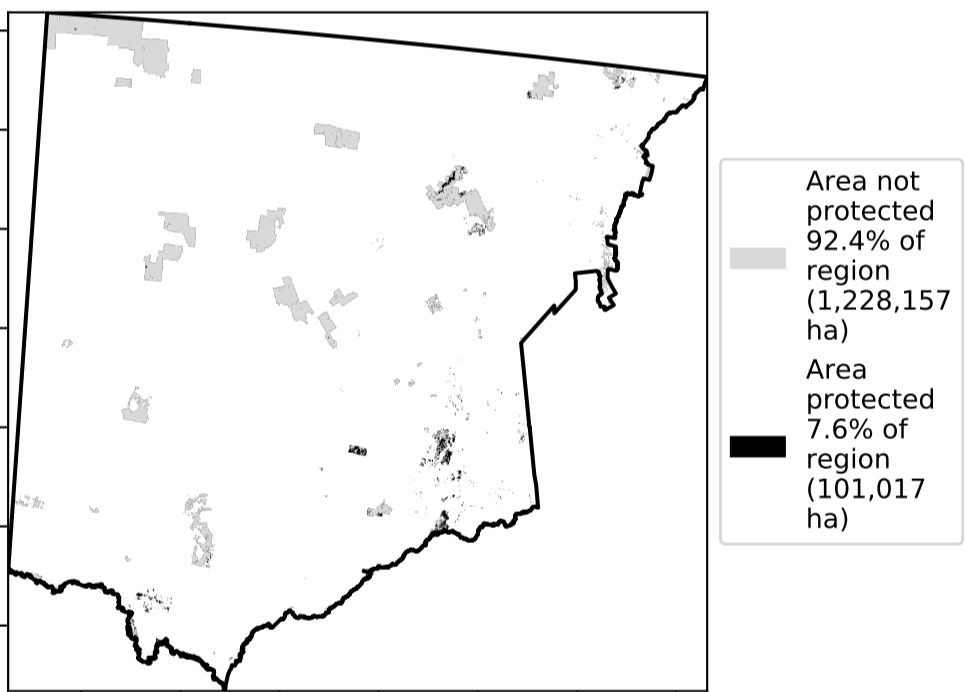 Area not
protected
92.4% of
region
(1,228,157
ha)
Area
protected
7.6% of
region
(101,017
ha)